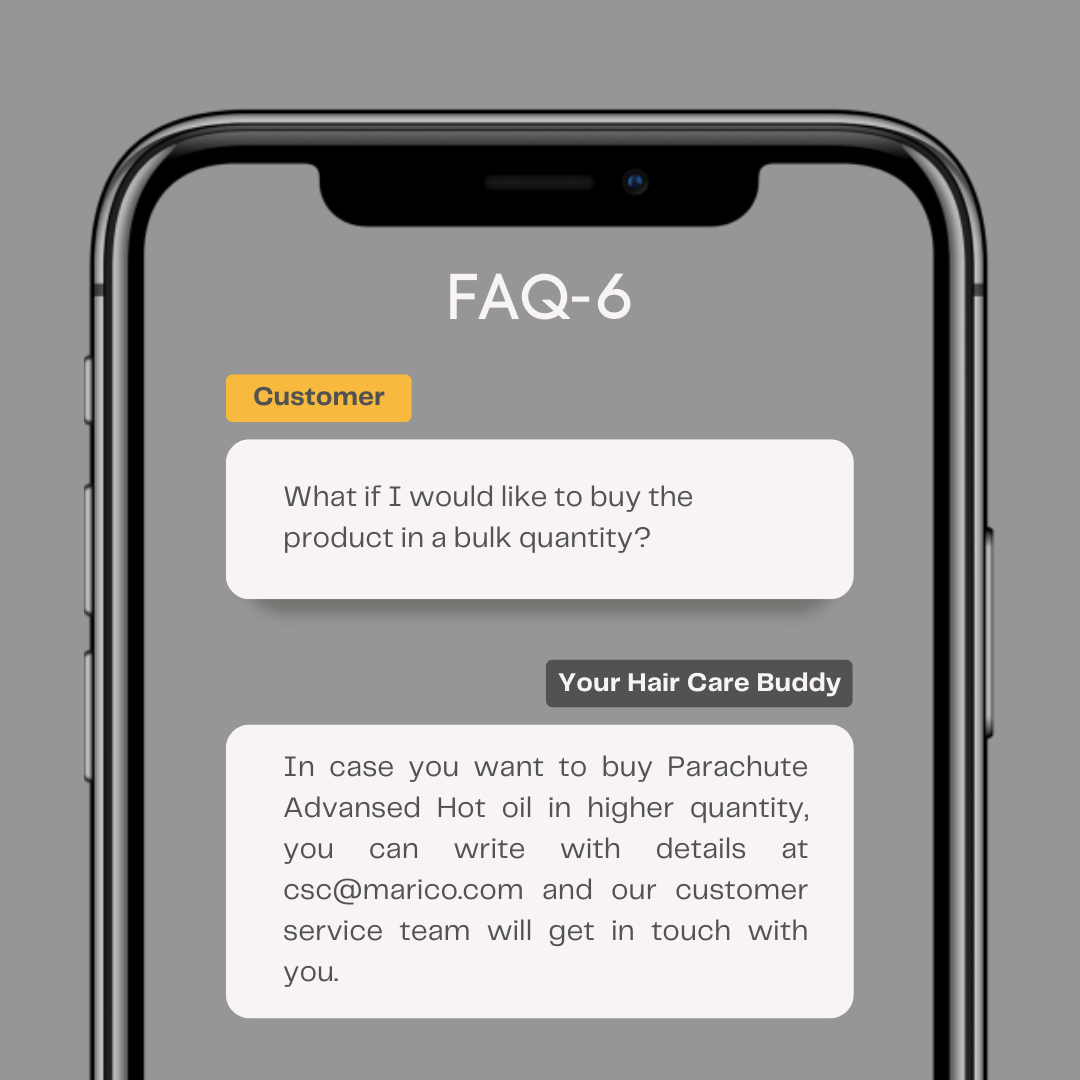 FAQ-6
Customer
What if I would like to buy the
product in a bulk quantity?
Your Hair Care Buddy
In case you want to buy Parachute
Advansed Hot oil in higher quantity,
you can write with details at
csc@marico.com and our customer
service team will get in touch with
you.